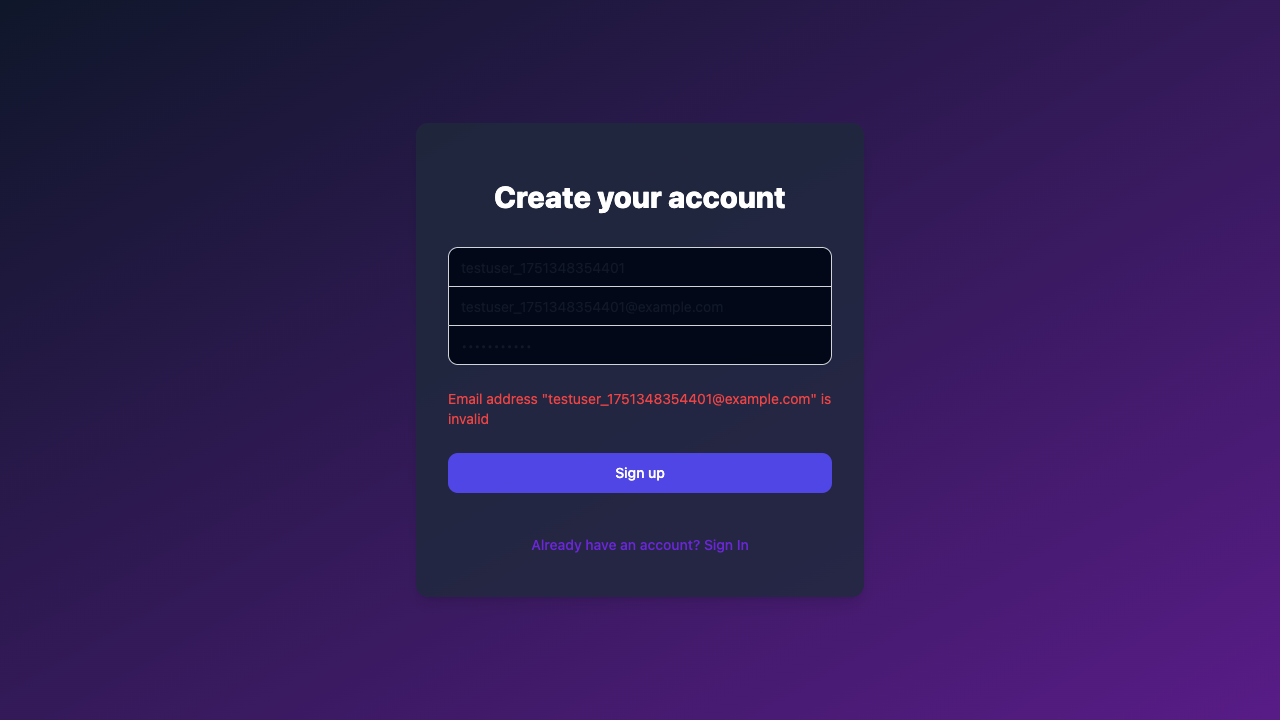 Create your account
testuser_1751348354401
testuser_1751348354401@example.com
•••••••••••
Email address "testuser_1751348354401@example.com" is
invalid
Sign up
Already have an account? Sign In